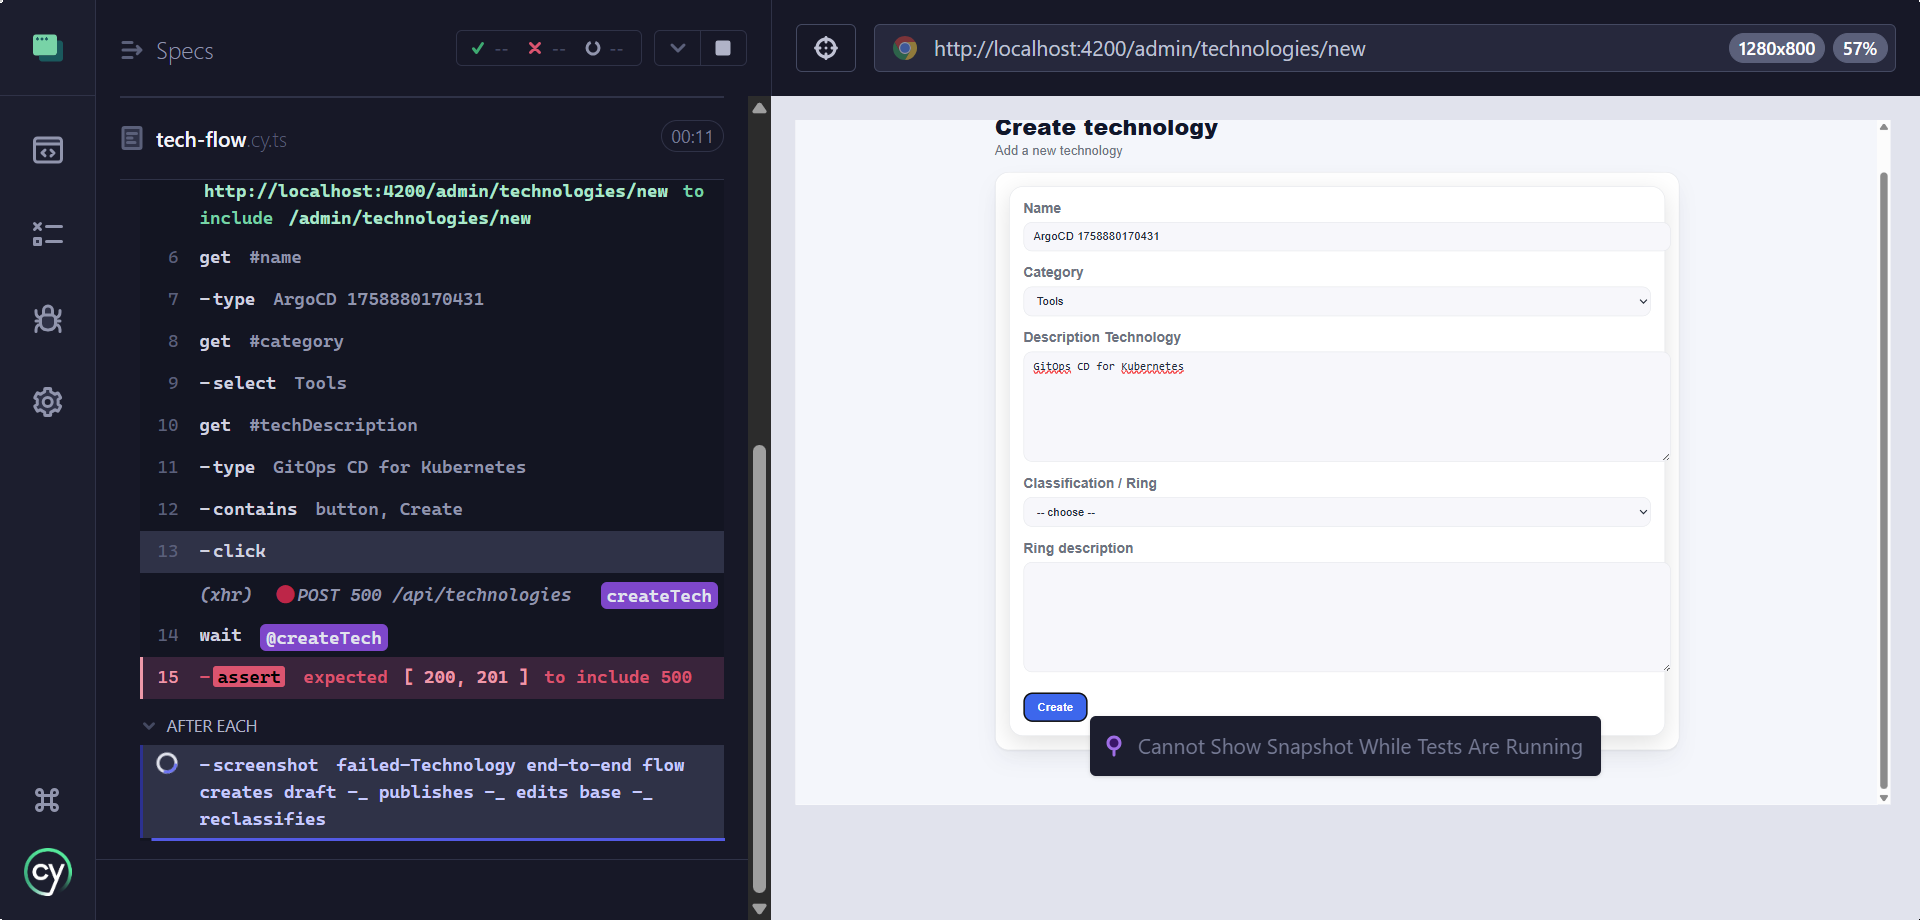 Specs
--
--
--
tech-flow.cy.ts
00:11
http://localhost:4200/admin/technologies/new to
include /admin/technologies/new
6 get #name
7 -type ArgoCD 1758880170431
8 get #category
9 -select Tools
10 get #techDescription
11 -type GitOps CD for Kubernetes
12 -contains button, Create
13 -click
(xhr) POST 500 /api/technologies createTech
14 wait @createTech
15 -assert expected [ 200, 201 ] to include 500
AFTER EACH
-screenshot failed-Technology end-to-end flow
creates draft -_ publishes -_ edits base -_
reclassifies
cy
http://localhost:4200/admin/technologies/new
1280x800
57%
Create technology
Add a new technology
Name
ArgoCD 1758880170431
Category
Tools
Description Technology
GitOps CD for Kubernetes
Classification / Ring
-- choose --
Ring description
Create
Cannot Show Snapshot While Tests Are Running